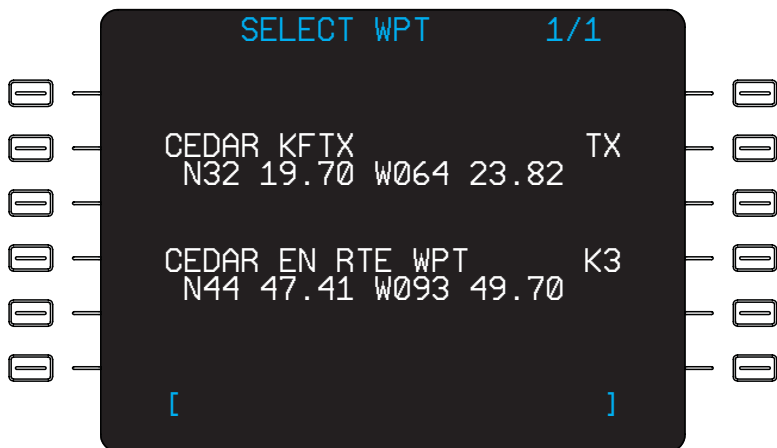 SELECT WPT 1/1
CEDAR KFTX TX
N32 19.70 W064 23.82
CEDAR EN RTE WPT K3
N44 47.41 W093 49.70
[ ]